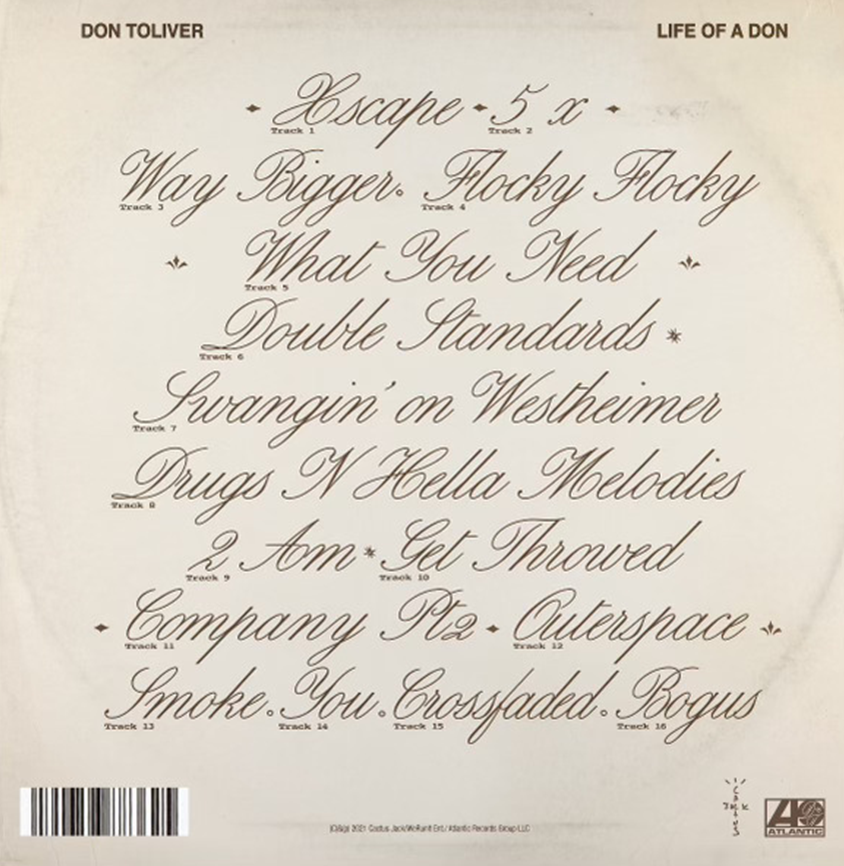 DON TOLIVER LIFE OF A DON
Xscape 5 x
Track 1 Track 2
Way Bigger Flocky Flocky
Track 3 Track 4
What You Need
Track 5
Double Standards
Track 6
Swangin' on Westheimer
Track 7
Drugs N Hella Melodies
Track 8
2 Am Get Throwed
Track 9 Track 10
Company Pt2 Outerspace
Track 11 Track 12
Smoke You Crossfaded Bogus
Track 13 Track 14 Track 15 Track 16
2021 Cactus Jack/WeRunIt Ent./ Atlantic Records Group LLC
CACTUS JACK
ATLANTIC